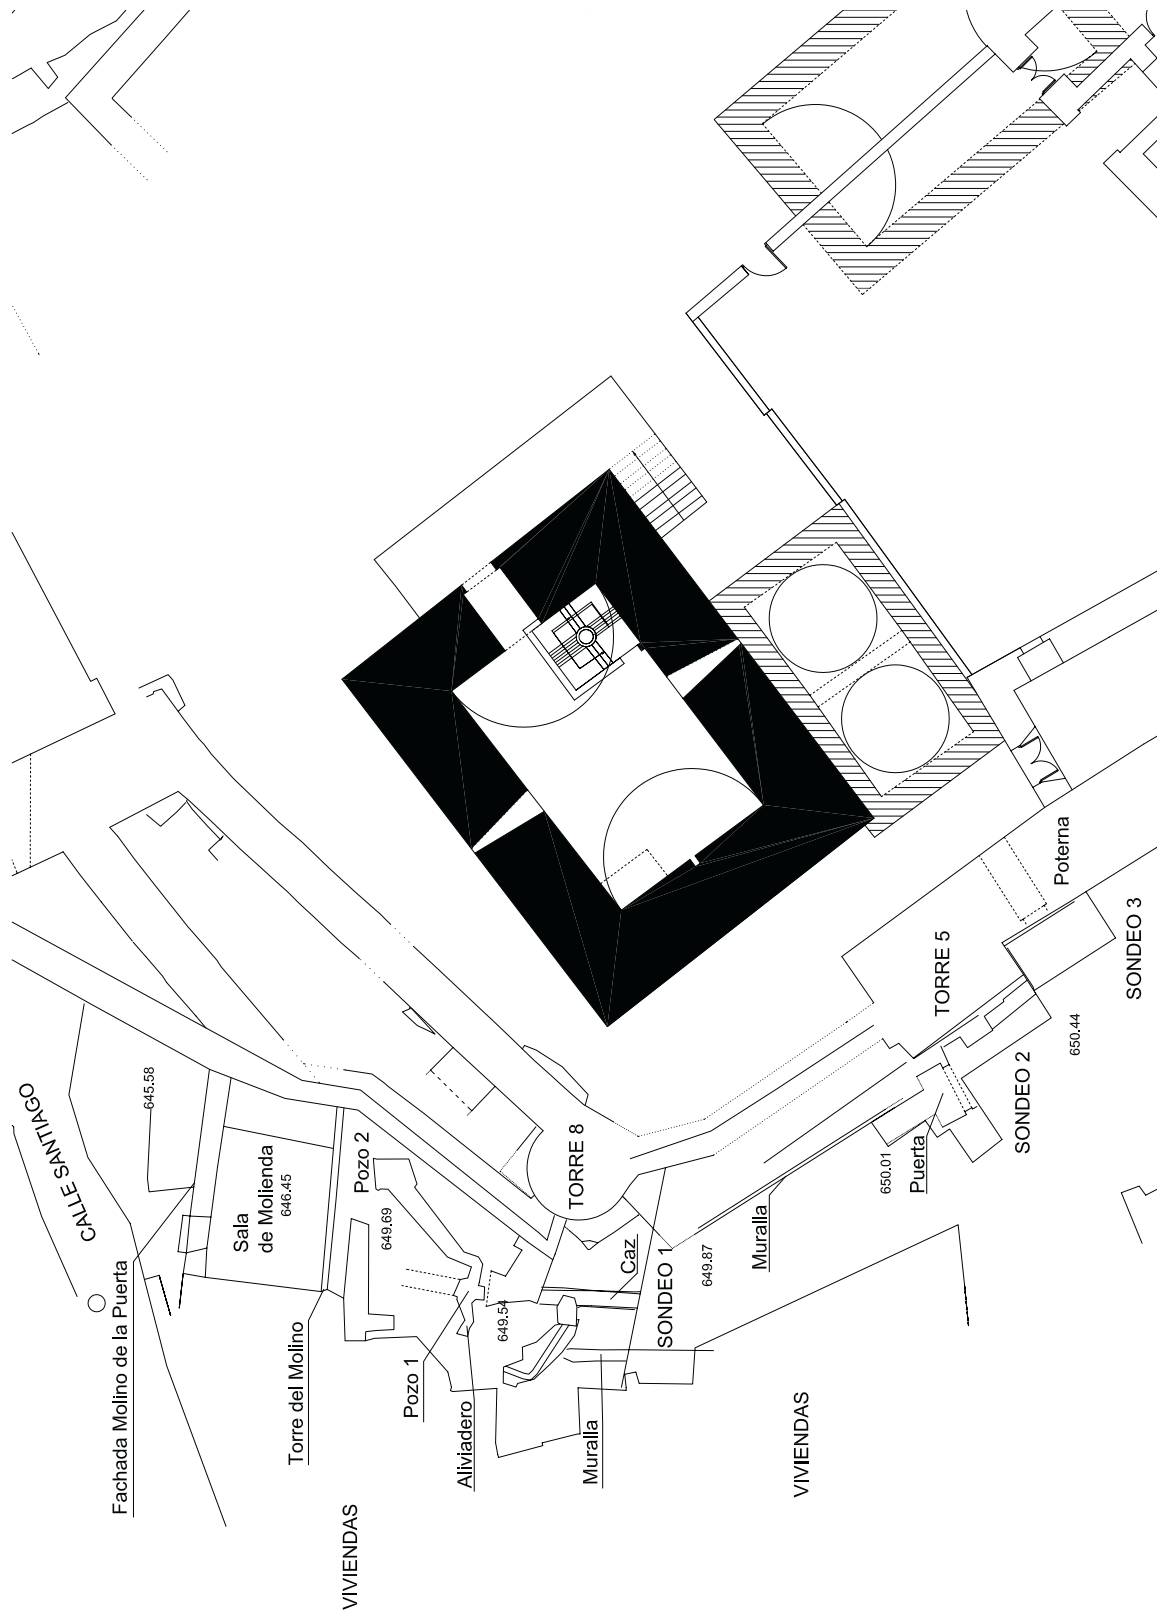 CALLE SANTIAGO
645.58
Fachada Molino de la Puerta
Sala
de Molienda
646.45
Torre del Molino
Pozo 2
649.69
VIVIENDAS
Pozo 1
Aliviadero
649.54
TORRE 8
Muralla
Caz
SONDEO 1
649.87
Muralla
VIVIENDAS
650.01
Puerta
TORRE 5
SONDEO 2
650.44
Poterna
SONDEO 3